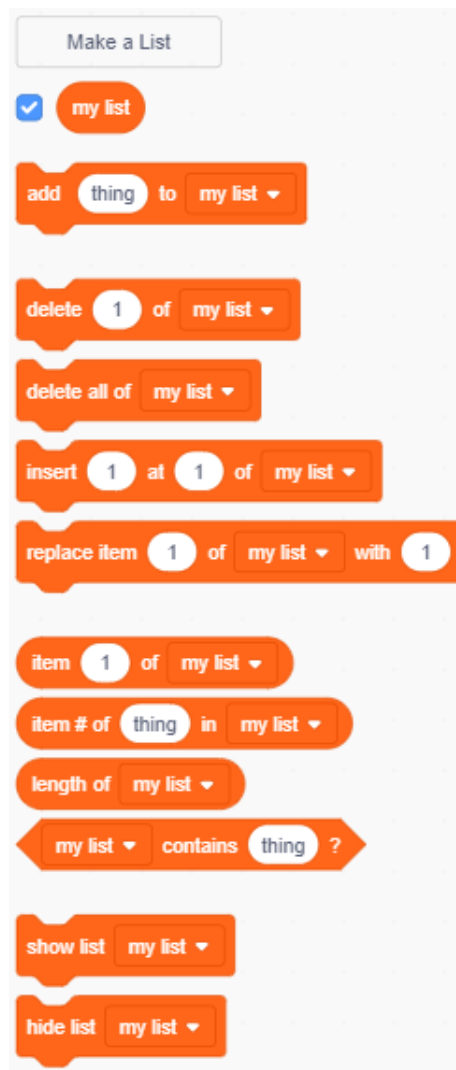 Make a List
my list
add thing to my list
delete 1 of my list
delete all of my list
insert 1 at 1 of my list
replace item 1 of my list with 1
item 1 of my list
item # of thing in my list
length of my list
my list contains thing ?
show list my list
hide list my list